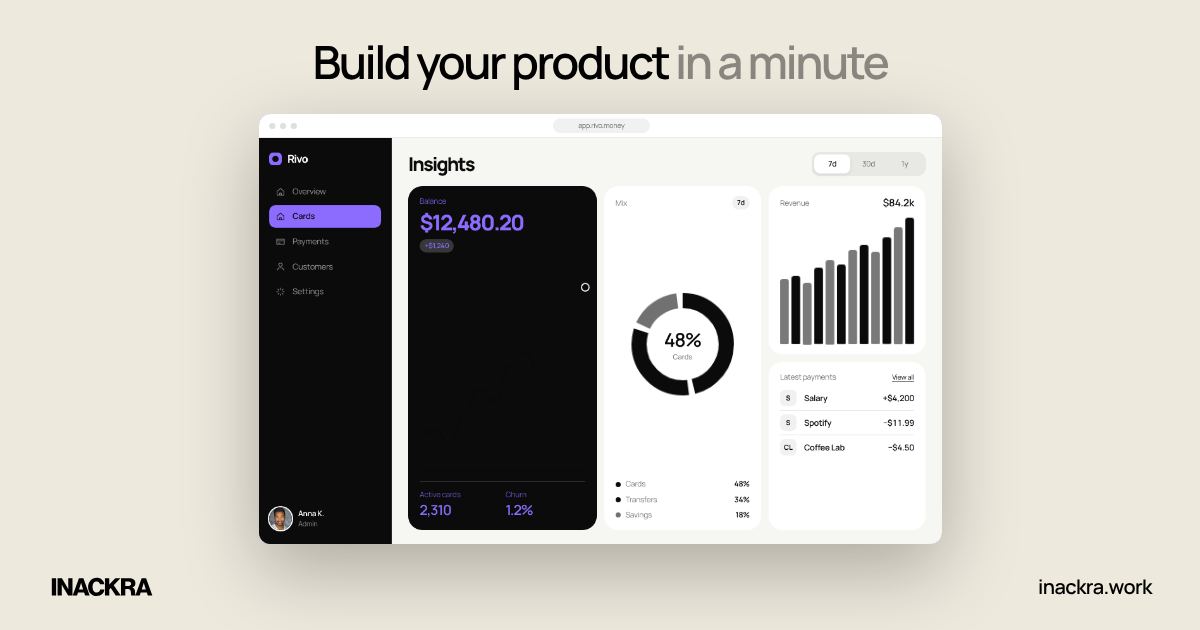 Build your product in a minute
app.rivo.money
Rivo
Overview
Cards
Payments
Customers
Settings
Anna K.
Admin
Insights
7d 30d 1y
Balance
$12,480.20
+$1,240
Active cards Churn
2,310 1.2%
Mix 7d
48%
Cards
Cards 48%
Transfers 34%
Savings 18%
Revenue $84.2k
Latest payments View all
S Salary +$4,200
S Spotify −$11.99
CL Coffee Lab −$4.50
INACKRA
inackra.work